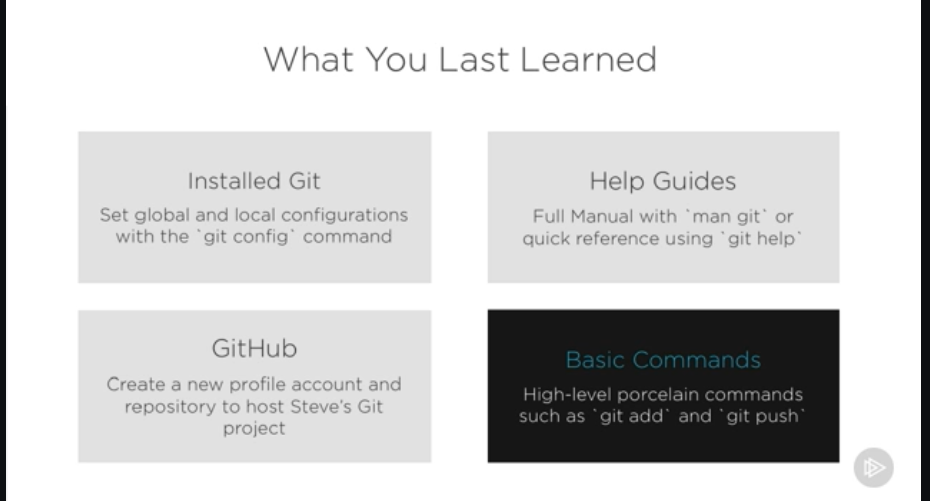 What You Last Learned
Installed Git
Set global and local configurations
with the `git config` command
Help Guides
Full Manual with `man git` or
quick reference using `git help`
GitHub
Create a new profile account and
repository to host Steve's Git
project
Basic Commands
High-level porcelain commands
such as `git add` and `git push`